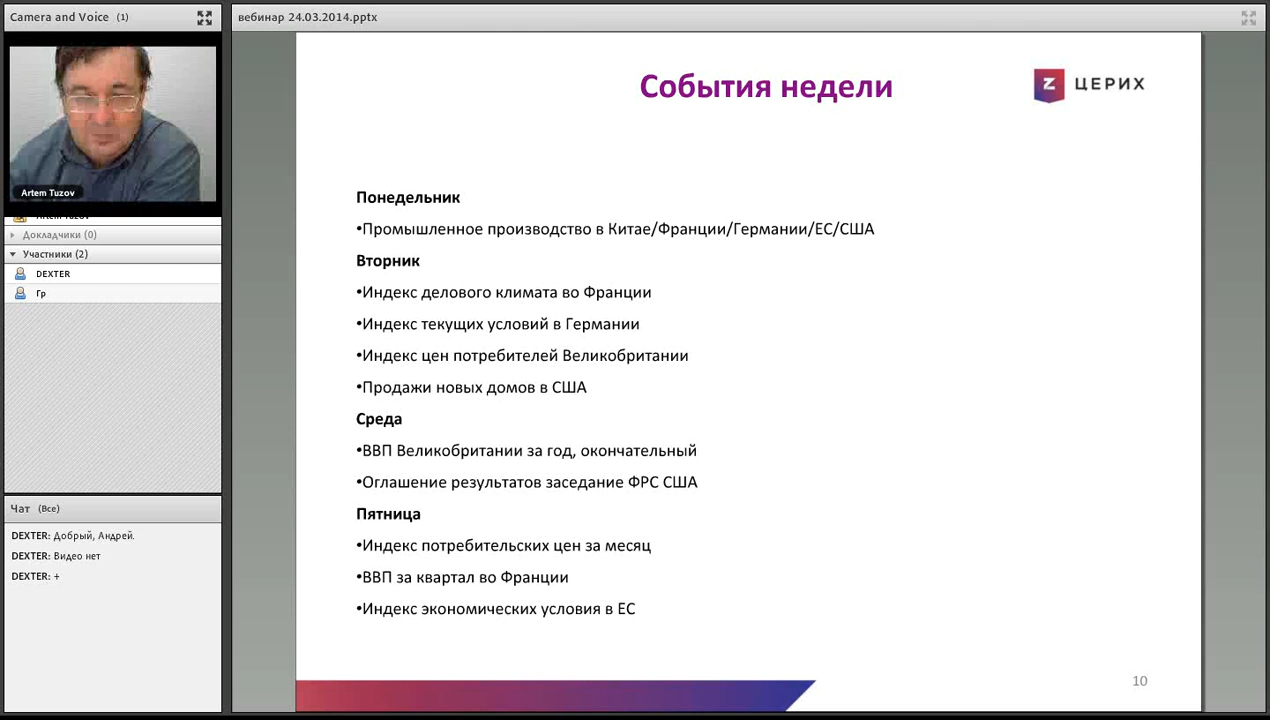 Camera and Voice (1)
Artem Tuzov
Artem Tuzov
Докладчики (0)
Участники (2)
DEXTER
Гр
Чат (Все)
DEXTER: Добрый, Андрей.
DEXTER: Видео нет
DEXTER: +
вебинар 24.03.2014.pptx
События недели
Z ЦЕРИХ
Понедельник
•Промышленное производство в Китае/Франции/Германии/ЕС/США
Вторник
•Индекс делового климата во Франции
•Индекс текущих условий в Германии
•Индекс цен потребителей Великобритании
•Продажи новых домов в США
Среда
•ВВП Великобритании за год, окончательный
•Оглашение результатов заседание ФРС США
Пятница
•Индекс потребительских цен за месяц
•ВВП за квартал во Франции
•Индекс экономических условия в ЕС
10